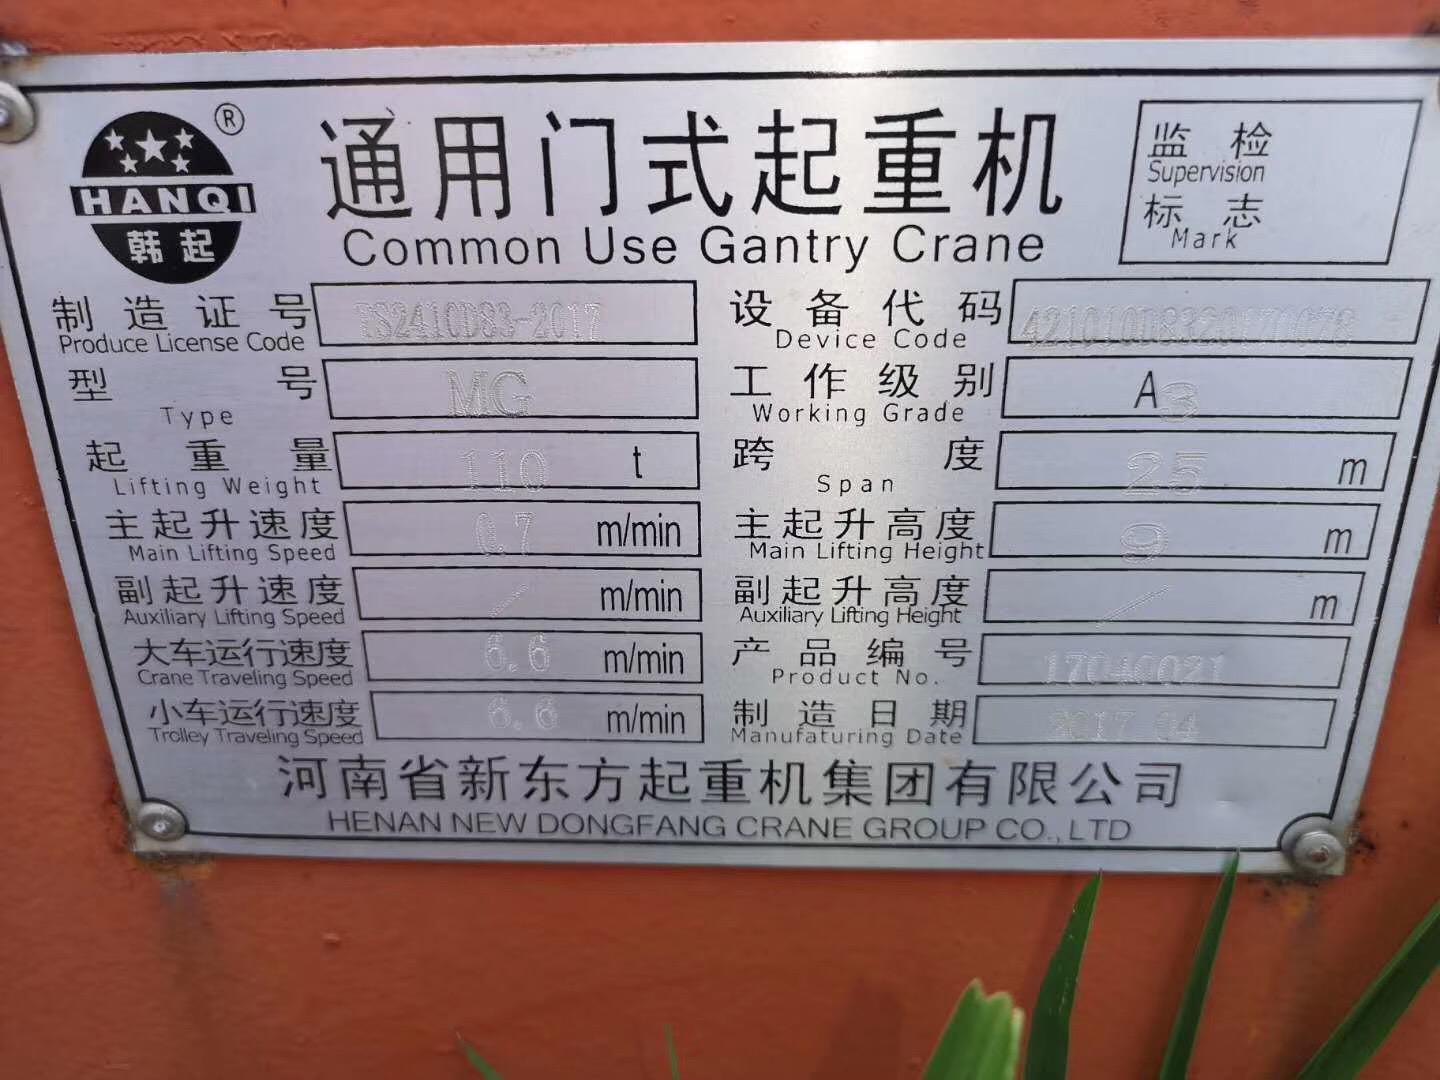 ®
HANQI
韩起
通用门式起重机
Common Use Gantry Crane
监检
Supervision
标志
Mark
制造证号 TS2410D83-2017 设备代码
Produce License Code Device Code
型号 MG 工作级别 A3
Type Working Grade
起重量 110 t 跨度 25 m
Lifting Weight Span
主起升速度 0.7 m/min 主起升高度 9 m
Main Lifting Speed Main Lifting Height
副起升速度 / m/min 副起升高度 / m
Auxiliary Lifting Speed Auxiliary Lifting Height
大车运行速度 6.6 m/min 产品编号 17040021
Crane Traveling Speed Product No.
小车运行速度 6.6 m/min 制造日期 2017 04
Trolley Traveling Speed Manufaturing Date
河南省新东方起重机集团有限公司
HENAN NEW DONGFANG CRANE GROUP CO., LTD